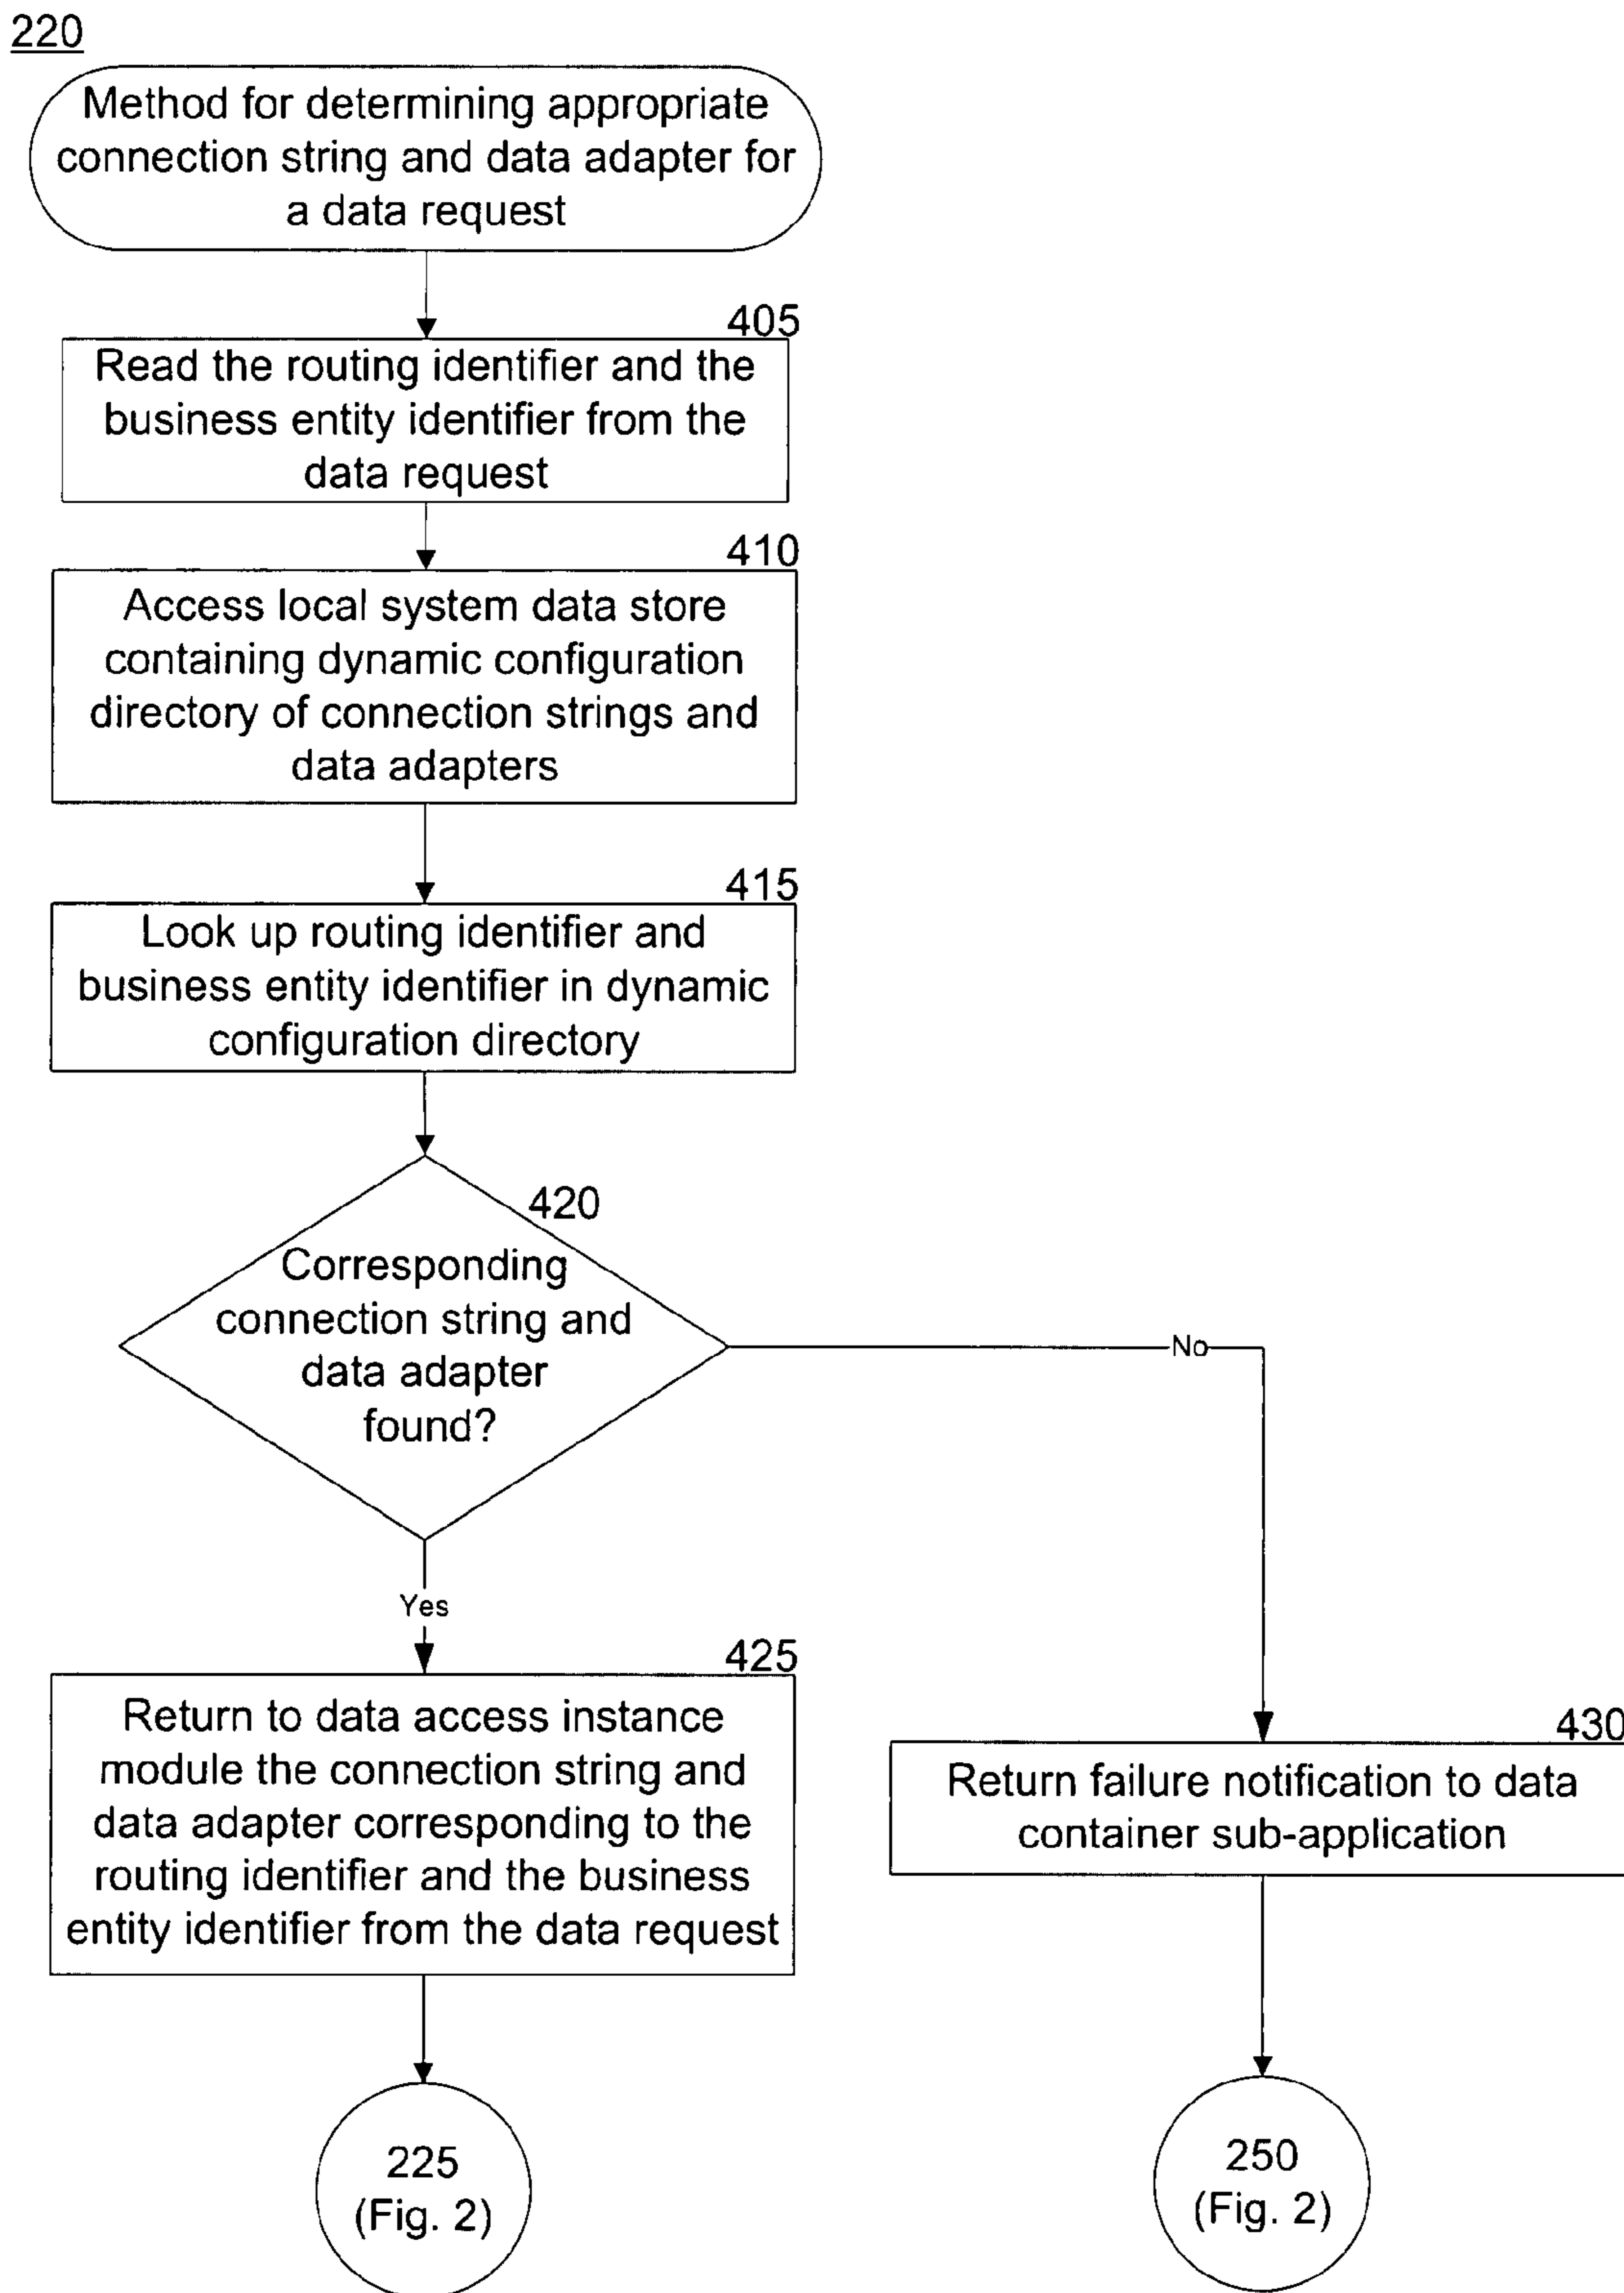 220
Method for determining appropriate
connection string and data adapter for
a data request
405
Read the routing identifier and the
business entity identifier from the
data request
410
Access local system data store
containing dynamic configuration
directory of connection strings and
data adapters
415
Look up routing identifier and
business entity identifier in dynamic
configuration directory
420
Corresponding
connection string and
data adapter
found?
No
Yes
425
Return to data access instance
module the connection string and
data adapter corresponding to the
routing identifier and the business
entity identifier from the data request
430
Return failure notification to data
container sub-application
225
(Fig. 2)
250
(Fig. 2)